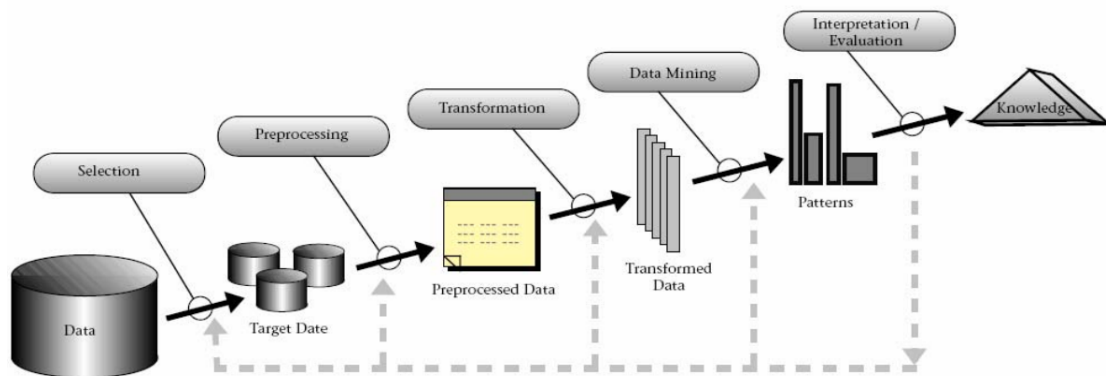 Interpretation /
Evaluation
Data Mining
Transformation
Preprocessing
Selection
Data
Target Date
Preprocessed Data
Transformed
Data
Patterns
Knowledge